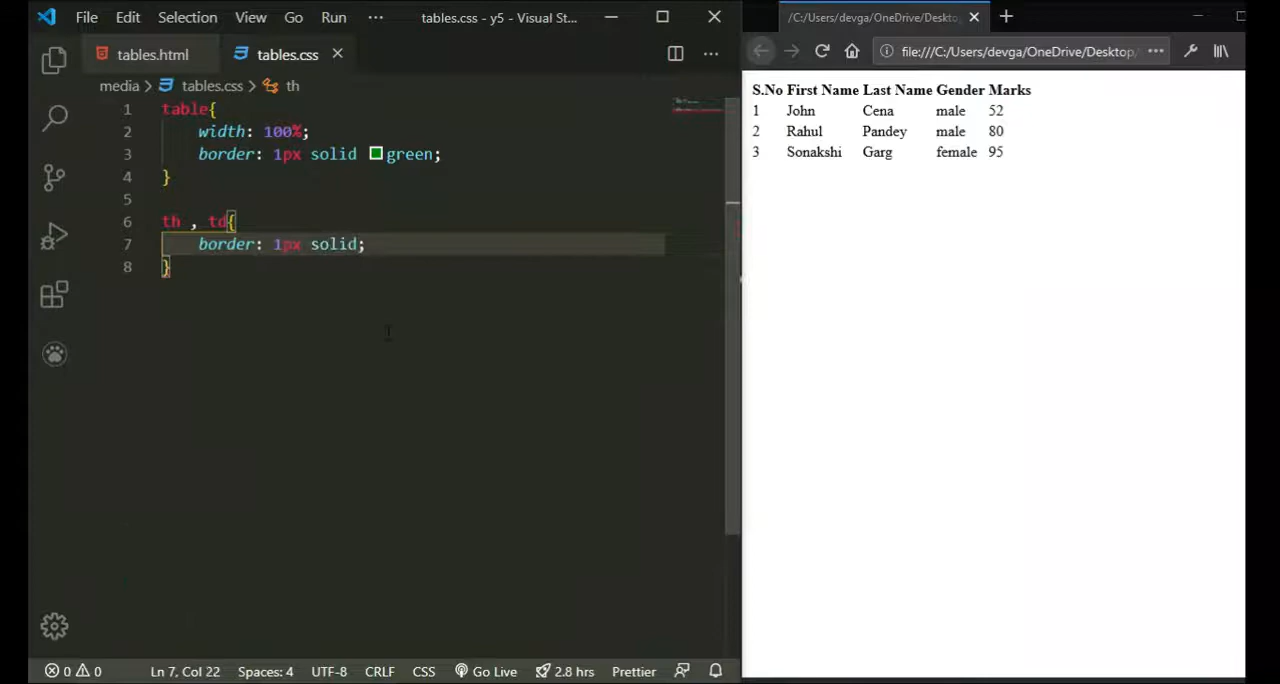 File Edit Selection View Go Run ··· tables.css - y5 - Visual St...
tables.html tables.css
media > tables.css > th
1 table{
2 width: 100%;
3 border: 1px solid green;
4 }
5
6 th , td{
7 border: 1px solid;
8 }
0 0 Ln 7, Col 22 Spaces: 4 UTF-8 CRLF CSS Go Live 2.8 hrs Prettier
/C:/Users/devga/OneDrive/Deskto
file:///C:/Users/devga/OneDrive/Desktop/
S.No First Name Last Name Gender Marks
1 John Cena male 52
2 Rahul Pandey male 80
3 Sonakshi Garg female 95